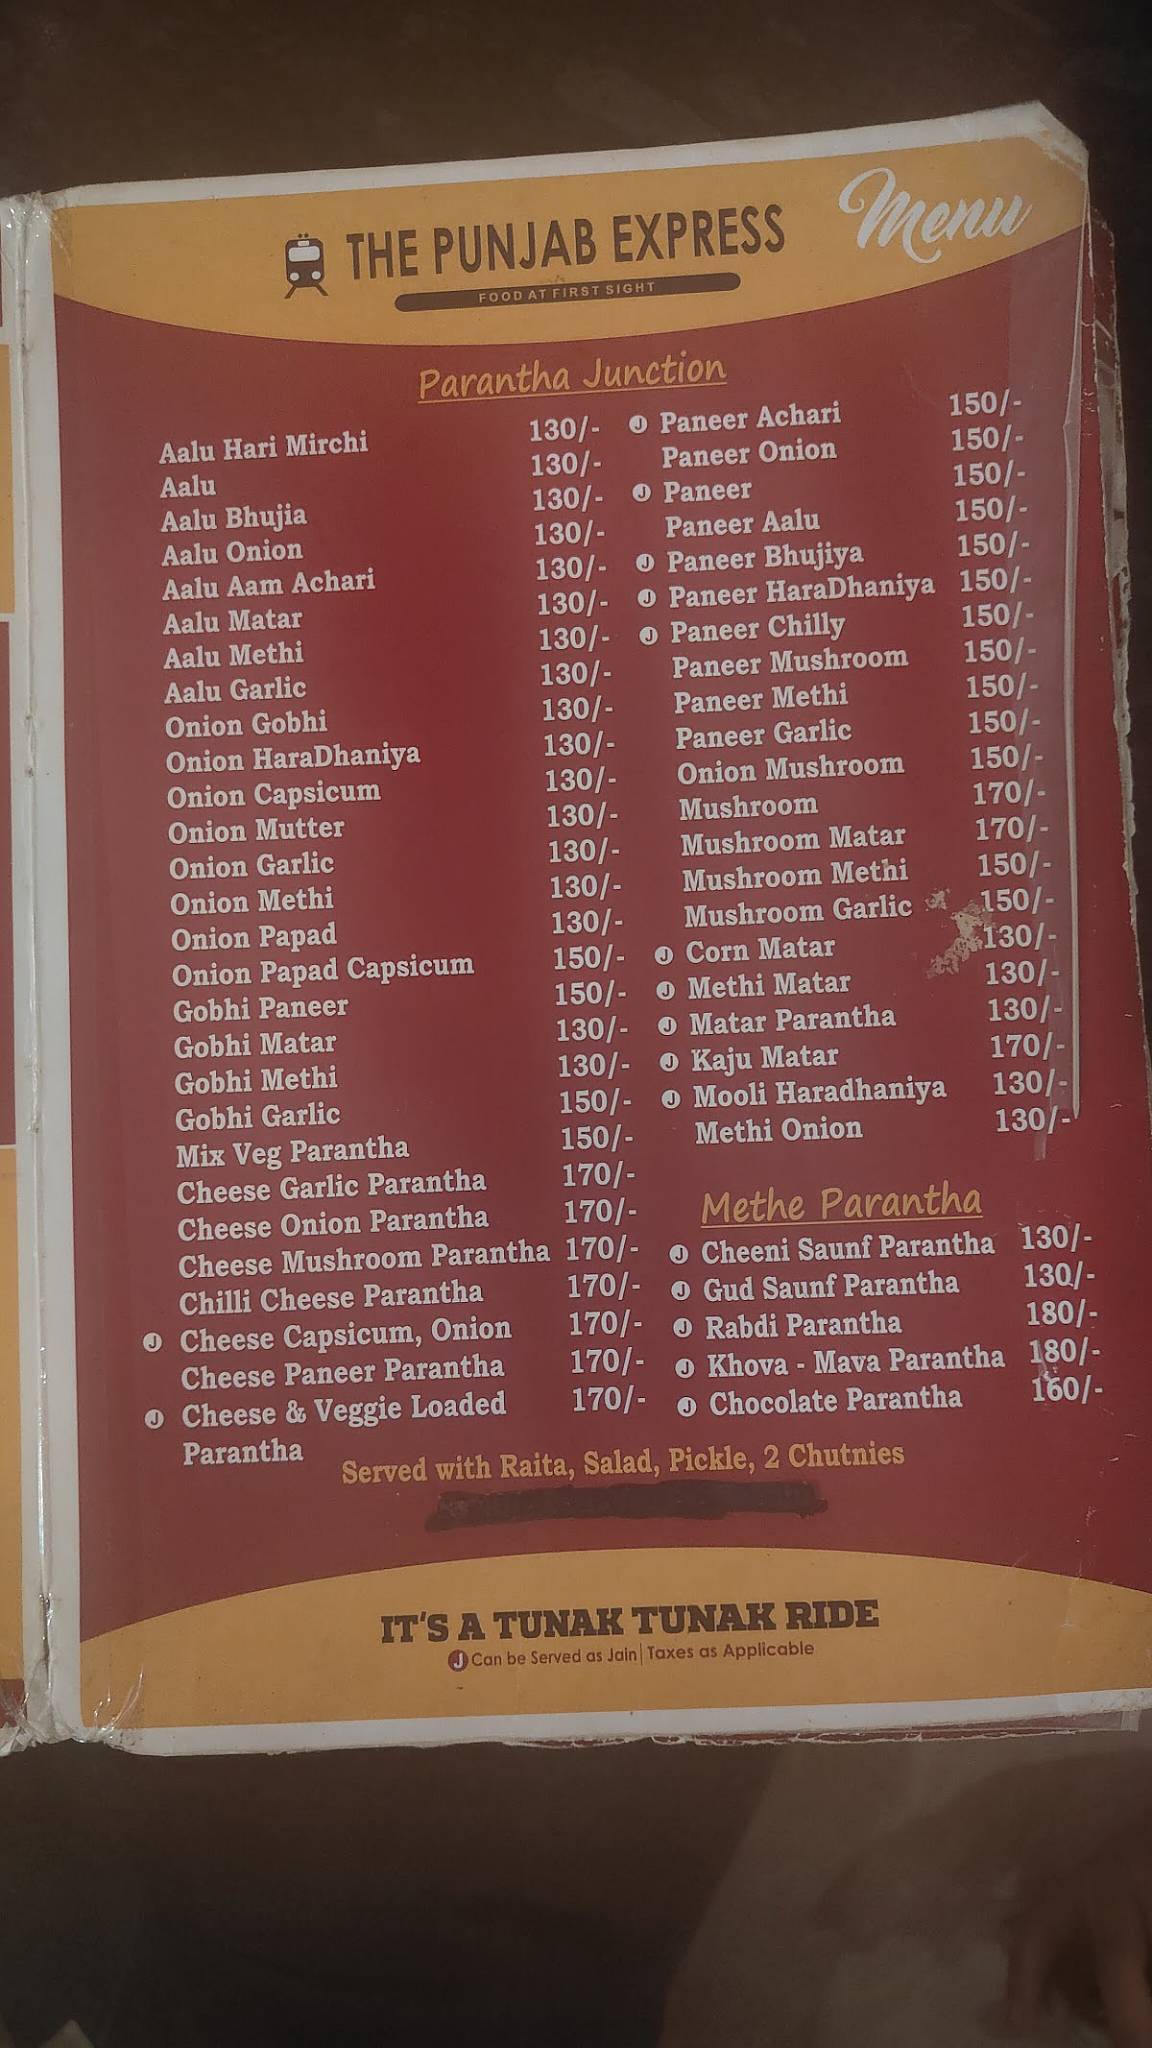 THE PUNJAB EXPRESS
FOOD AT FIRST SIGHT
Menu
Parantha Junction
Aalu Hari Mirchi 130/-
Aalu 130/-
Aalu Bhujia 130/-
Aalu Onion 130/-
Aalu Aam Achari 130/-
Aalu Matar 130/-
Aalu Methi 130/-
Aalu Garlic 130/-
Onion Gobhi 130/-
Onion HaraDhaniya 130/-
Onion Capsicum 130/-
Onion Mutter 130/-
Onion Garlic 130/-
Onion Methi 130/-
Onion Papad 130/-
Onion Papad Capsicum 150/-
Gobhi Paneer 150/-
Gobhi Matar 130/-
Gobhi Methi 130/-
Gobhi Garlic 150/-
Mix Veg Parantha 150/-
Cheese Garlic Parantha 170/-
Cheese Onion Parantha 170/-
Cheese Mushroom Parantha 170/-
Chilli Cheese Parantha 170/-
J Cheese Capsicum, Onion 170/-
Cheese Paneer Parantha 170/-
J Cheese & Veggie Loaded 170/-
Parantha
J Paneer Achari 150/-
Paneer Onion 150/-
J Paneer 150/-
Paneer Aalu 150/-
J Paneer Bhujiya 150/-
J Paneer HaraDhaniya 150/-
J Paneer Chilly 150/-
Paneer Mushroom 150/-
Paneer Methi 150/-
Paneer Garlic 150/-
Onion Mushroom 150/-
Mushroom 170/-
Mushroom Matar 170/-
Mushroom Methi 150/-
Mushroom Garlic 150/-
J Corn Matar 130/-
J Methi Matar 130/-
J Matar Parantha 130/-
J Kaju Matar 170/-
J Mooli Haradhaniya 130/-
Methi Onion 130/-
Methe Parantha
J Cheeni Saunf Parantha 130/-
J Gud Saunf Parantha 130/-
J Rabdi Parantha 180/-
J Khova - Mava Parantha 180/-
J Chocolate Parantha 160/-
Served with Raita, Salad, Pickle, 2 Chutnies
IT'S A TUNAK TUNAK RIDE
J Can be Served as Jain | Taxes as Applicable